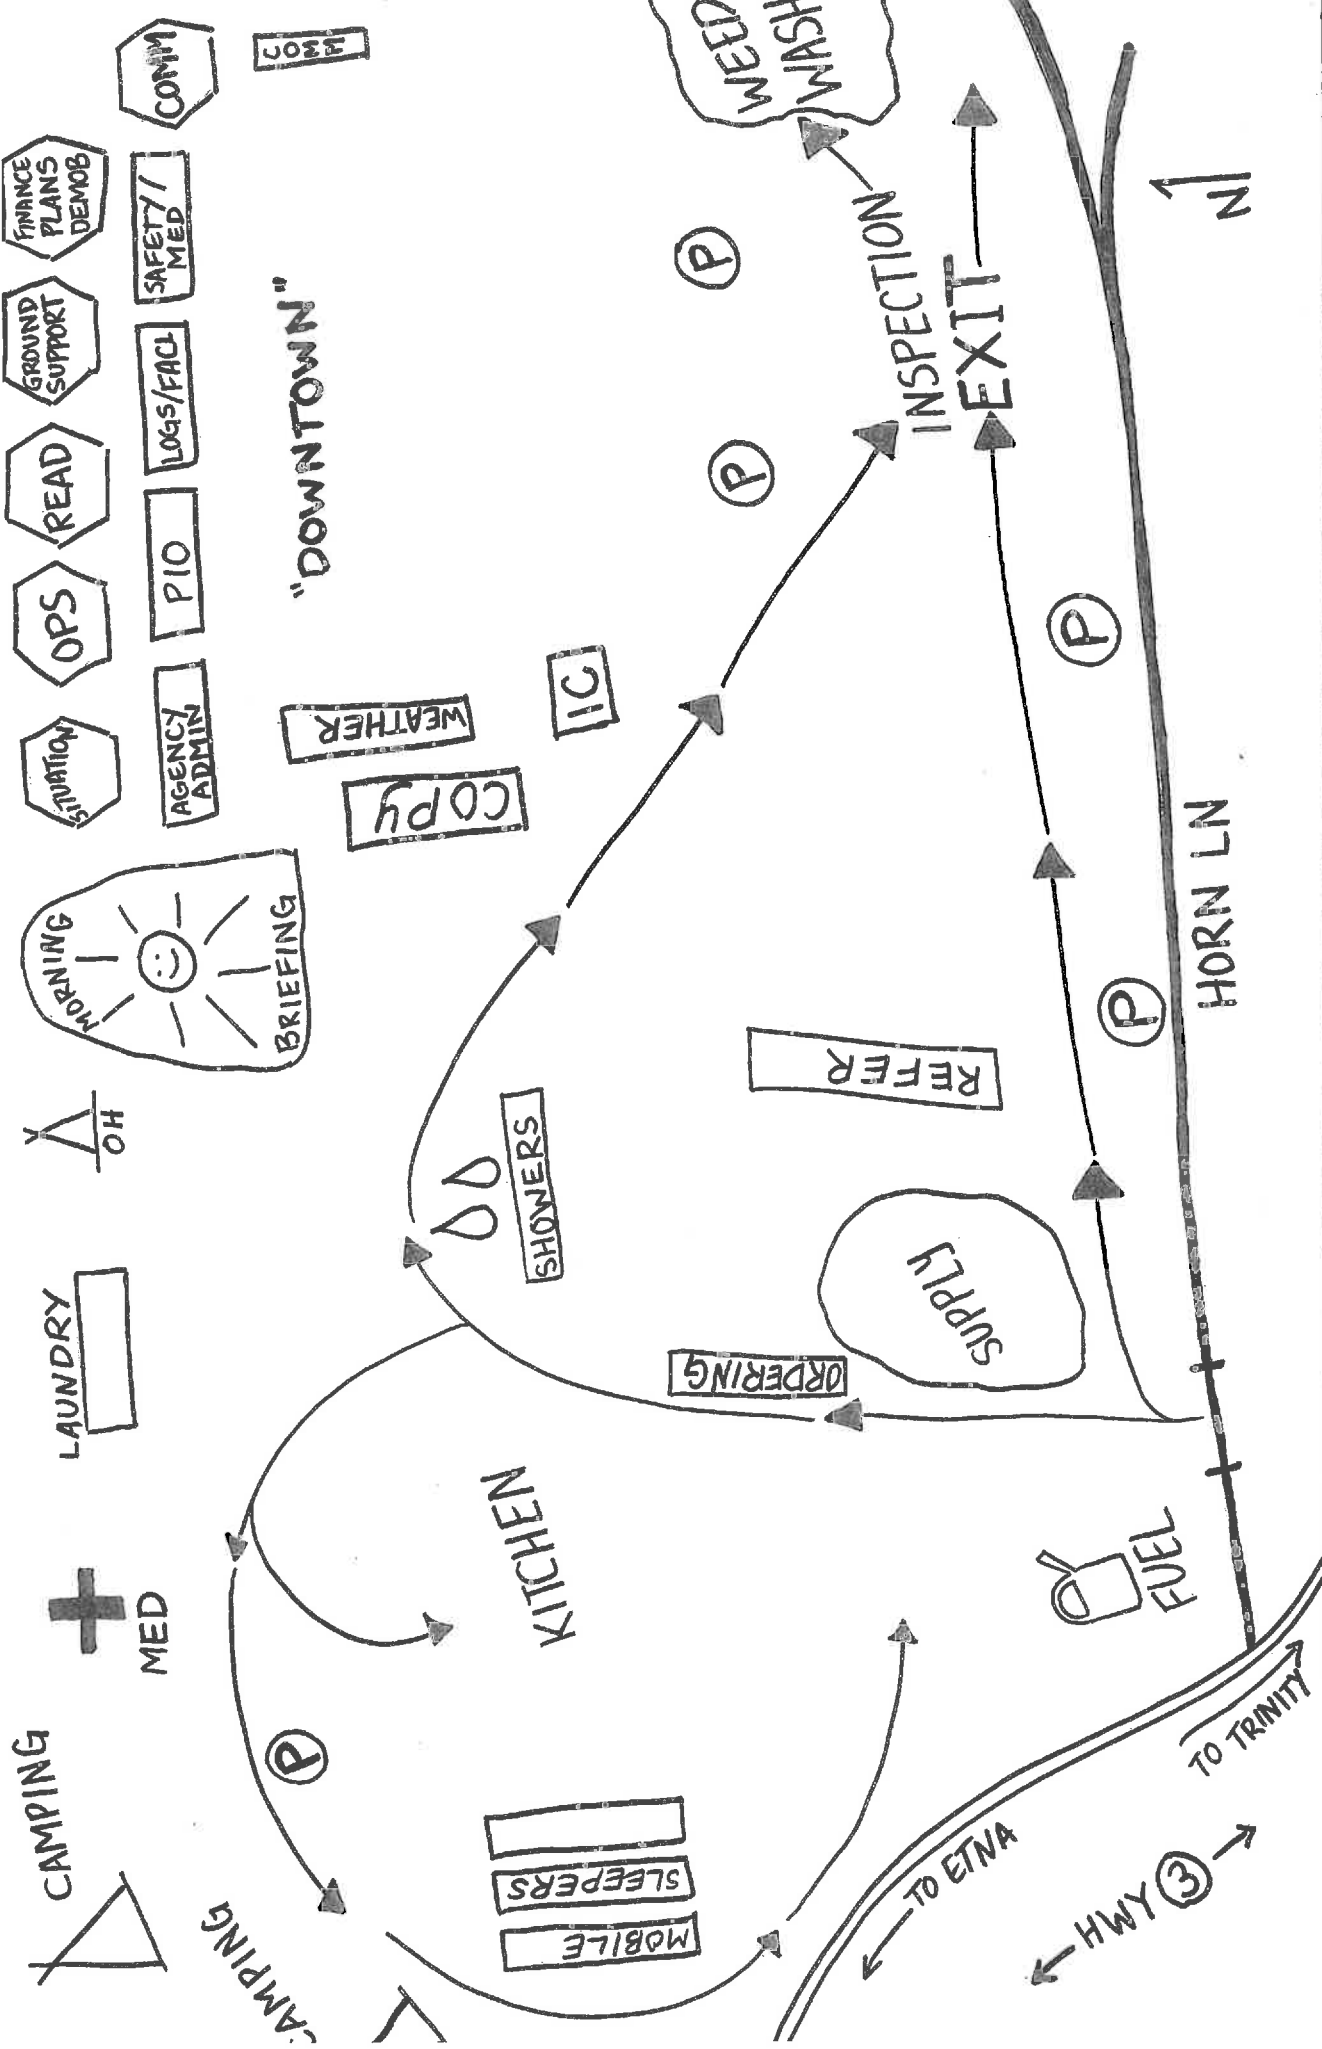 CAMPING
CAMPING
MED
LAUNDRY
OH
MORNING
BRIEFING
SITUATION
OPS
READ
GROUND
SUPPORT
FINANCE
PLANS
DEMOB
COMM
COMM
AGENCY
ADMIN
PIO
LOGS/FACL
SAFETY/
MED
"DOWNTOWN"
WEATHER
COPY
IC
SHOWERS
KITCHEN
P
MOBILE
SLEEPERS
ORDERING
SUPPLY
REFER
P
P
P
P
INSPECTION
EXIT
WEED
WASH
FUEL
HORN LN
N
TO ETNA
TO TRINITY
HWY 3